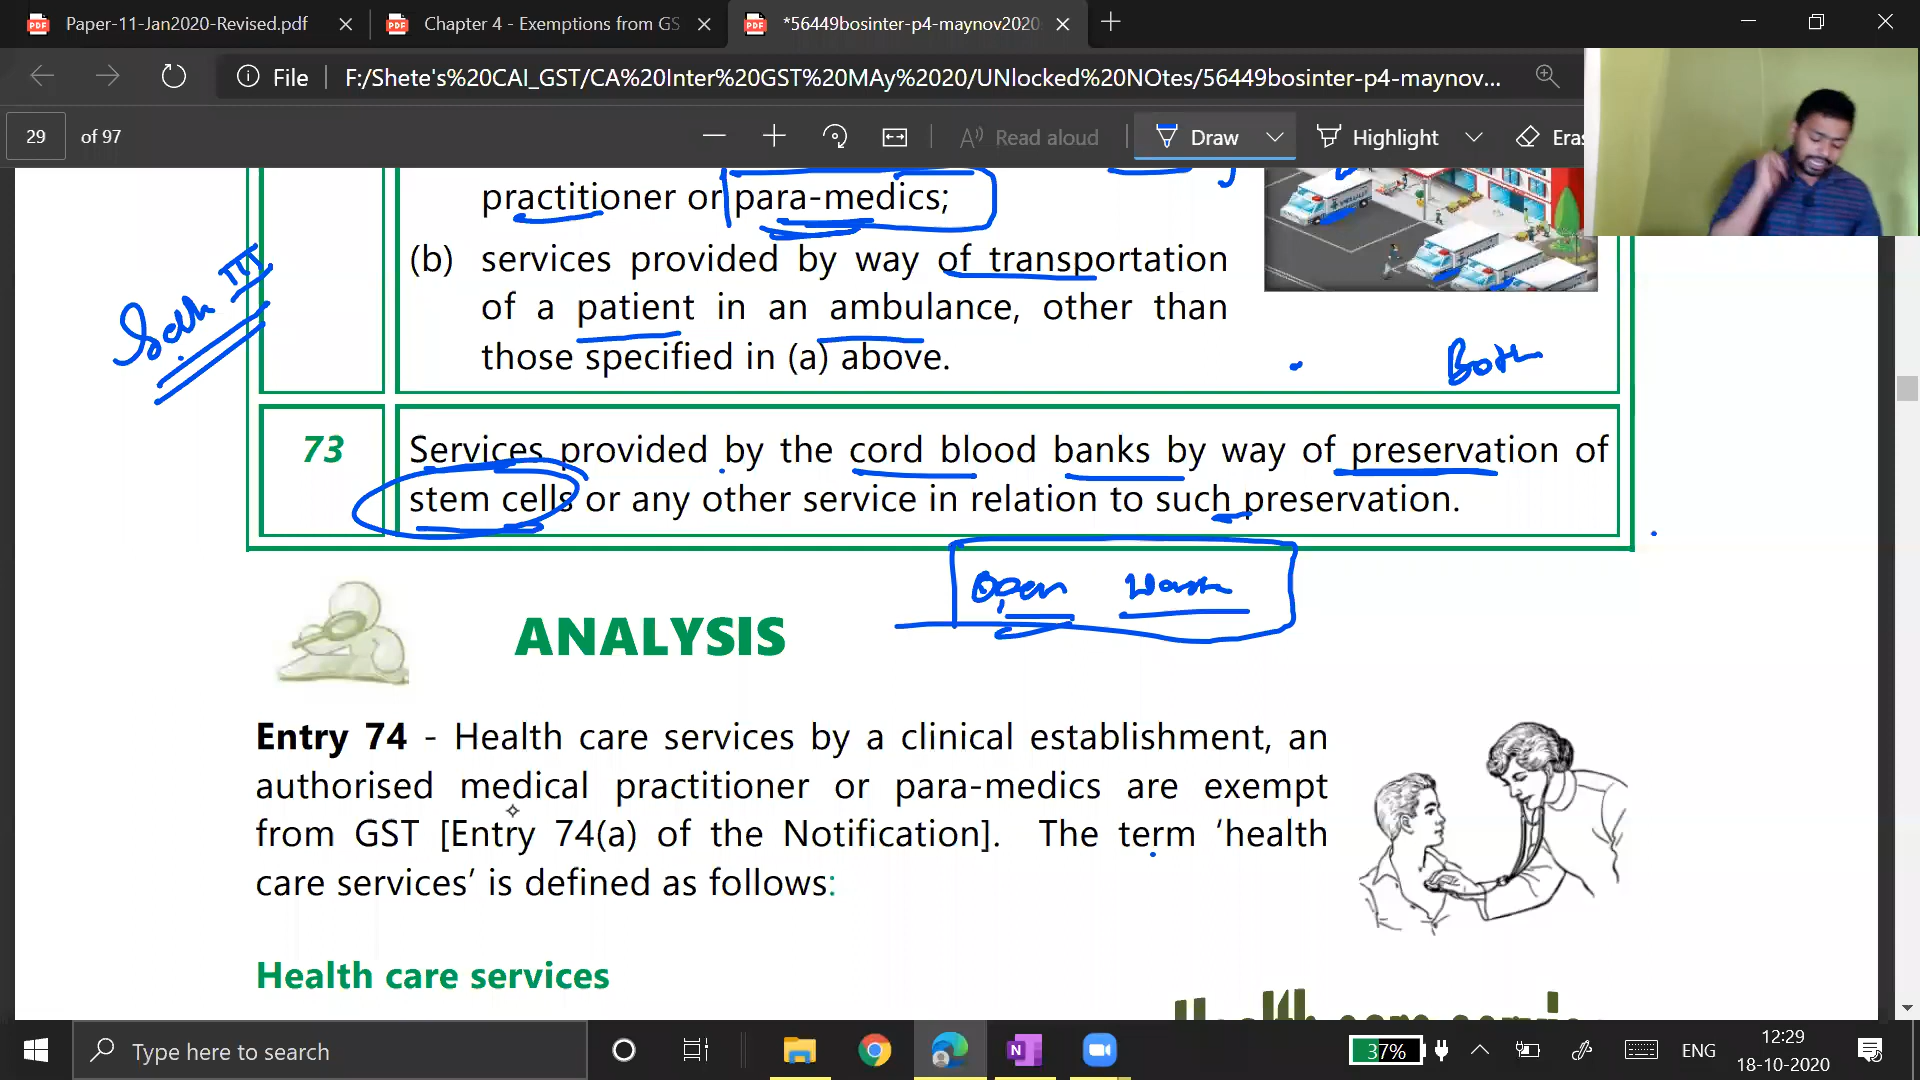 Paper-11-Jan2020-Revised.pdf
Chapter 4 - Exemptions from GS
*56449bosinter-p4-maynov2020
File
F:/Shete's%20CAI_GST/CA%20Inter%20GST%20MAy%2020/UNlocked%20NOtes/56449bosinter-p4-maynov...
29 of 97
Read aloud
Draw
Highlight
Eras
practitioner or para-medics;
(b) services provided by way of transportation
of a patient in an ambulance, other than
those specified in (a) above.
Both
III
73 Services provided by the cord blood banks by way of preservation of
stem cells or any other service in relation to such preservation.
Open
ANALYSIS
Entry 74 - Health care services by a clinical establishment, an
authorised medical practitioner or para-medics are exempt
from GST [Entry 74(a) of the Notification]. The term ‘health
care services’ is defined as follows:
Health care services
Type here to search
37%
ENG
12:29
18-10-2020